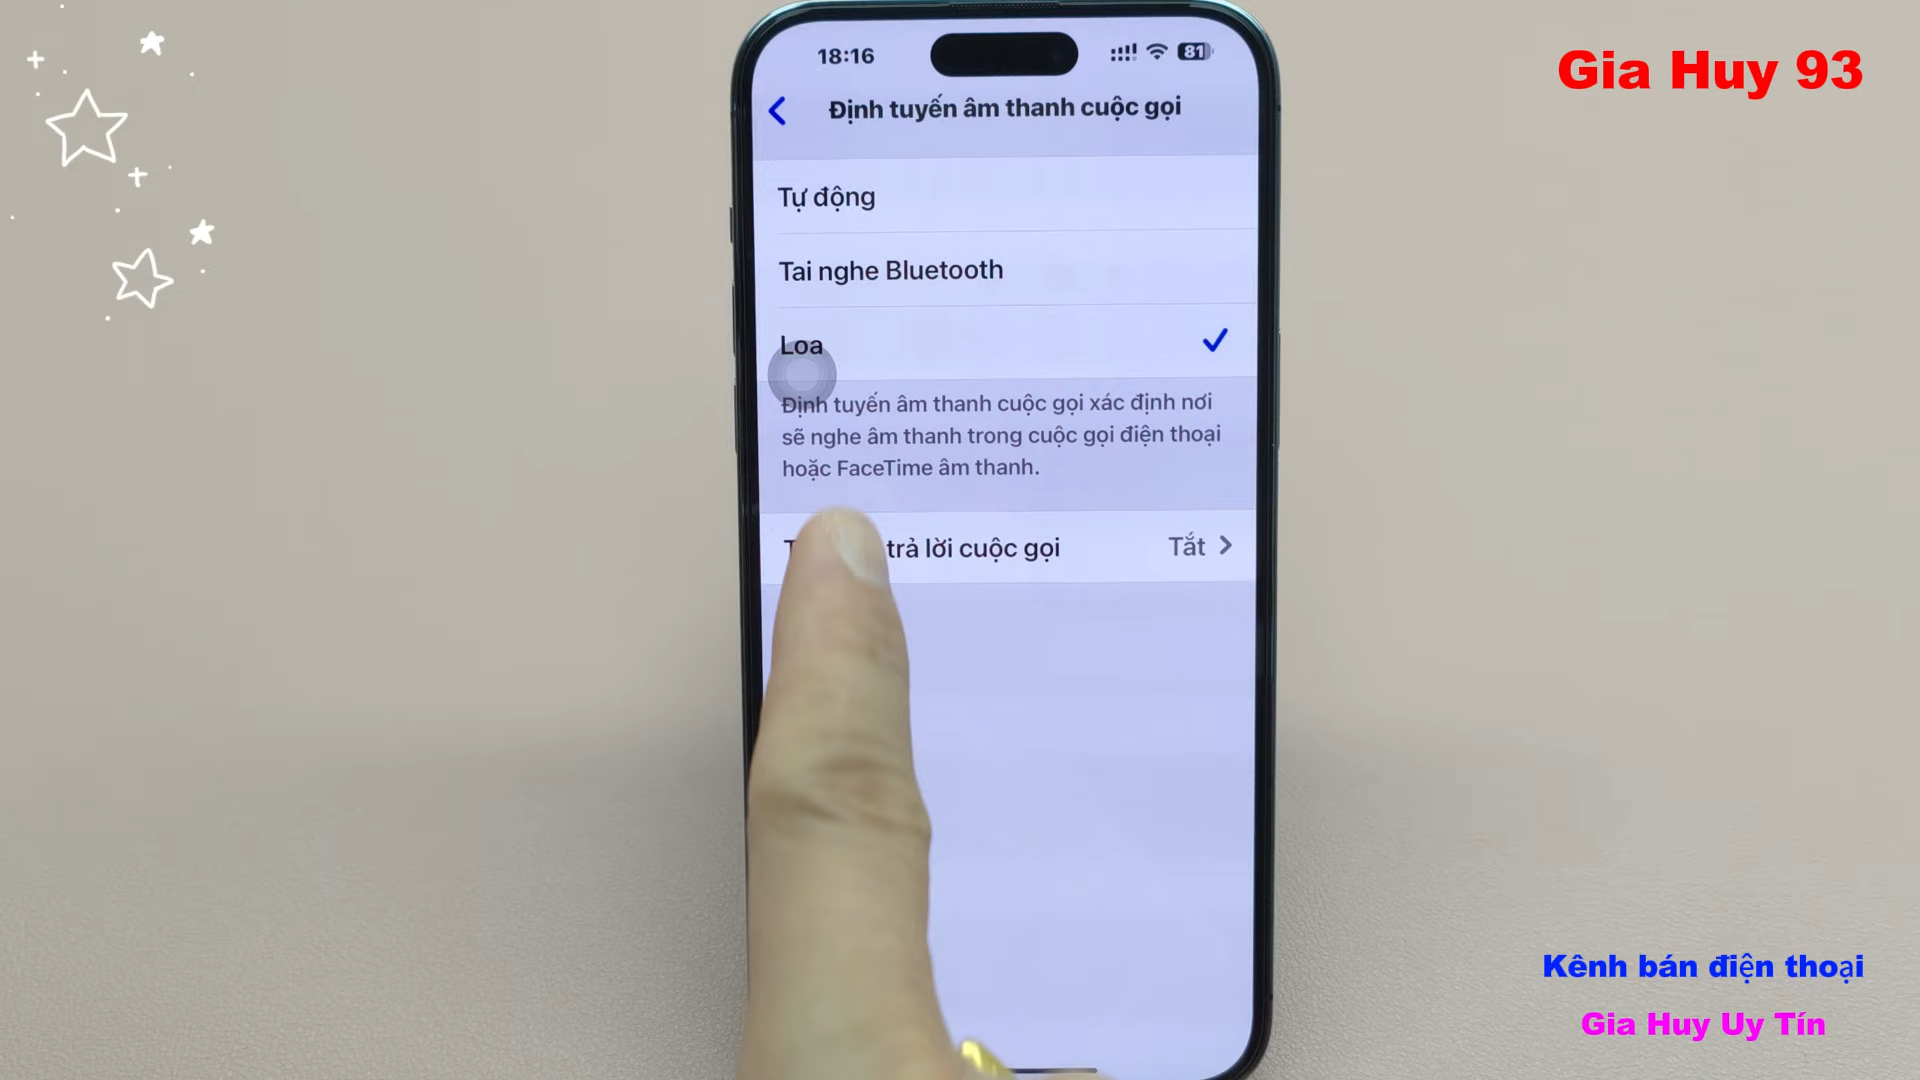 18:16
81
Gia Huy 93
Định tuyến âm thanh cuộc gọi
Tự động
Tai nghe Bluetooth
Loa
Định tuyến âm thanh cuộc gọi xác định nơi
sẽ nghe âm thanh trong cuộc gọi điện thoại
hoặc FaceTime âm thanh.
trả lời cuộc gọi
Tắt
Kênh bán điện thoại
Gia Huy Uy Tín